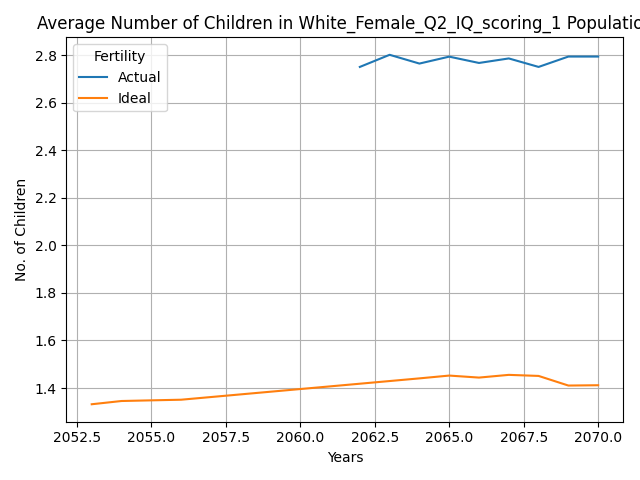 Average Number of Children in White_Female_Q2_IQ_scoring_1 Populatio
Fertility
Actual
Ideal
2.8
2.6
2.4
2.2
2.0
1.8
1.6
1.4
No. of Children
2052.5 2055.0 2057.5 2060.0 2062.5 2065.0 2067.5 2070.0
Years